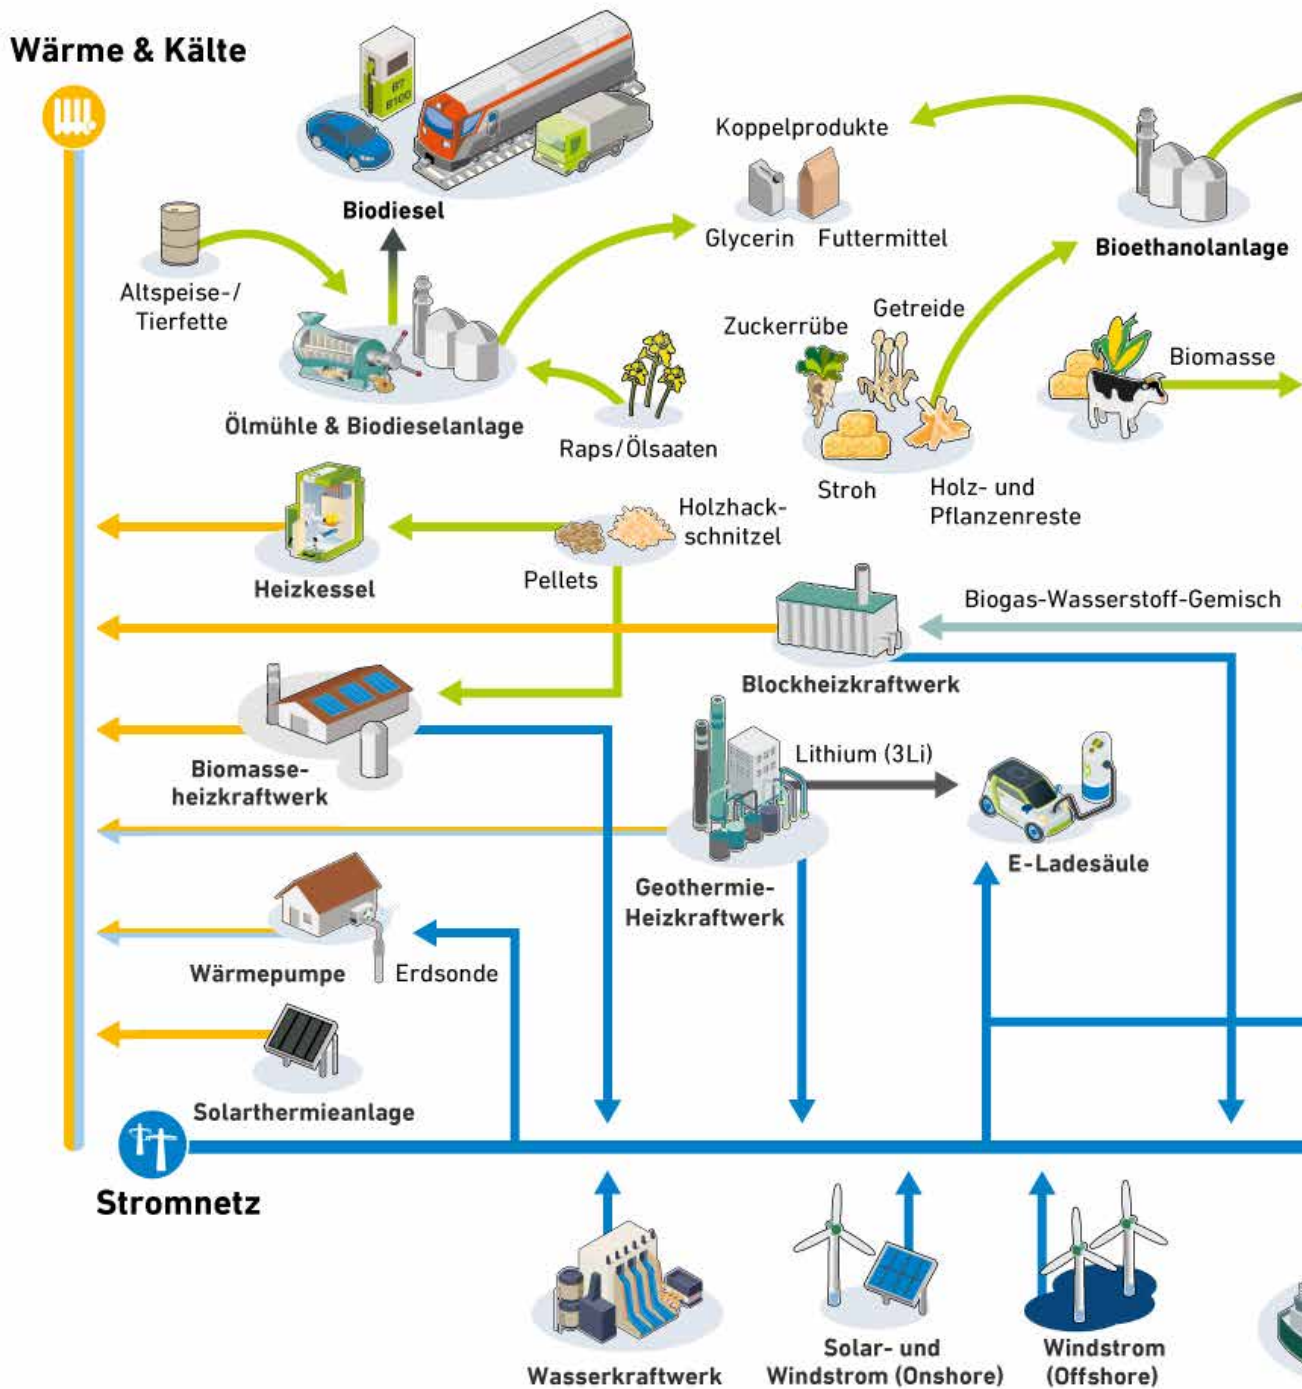 Wärme & Kälte
B7
B100
Biodiesel
Koppelprodukte
Glycerin
Futtermittel
Bioethanolanlage
Altspeise-/
Tierfette
Ölmühle & Biodieselanlage
Raps/Ölsaaten
Zuckerrübe
Getreide
Stroh
Holz- und
Pflanzenreste
Biomasse
Heizkessel
Pellets
Holzhack-
schnitzel
Biogas-Wasserstoff-Gemisch
Blockheizkraftwerk
Biomasse-
heizkraftwerk
Lithium (3Li)
Geothermie-
Heizkraftwerk
E-Ladesäule
Wärmepumpe
Erdsonde
Solarthermieanlage
Stromnetz
Wasserkraftwerk
Solar- und
Windstrom (Onshore)
Windstrom
(Offshore)